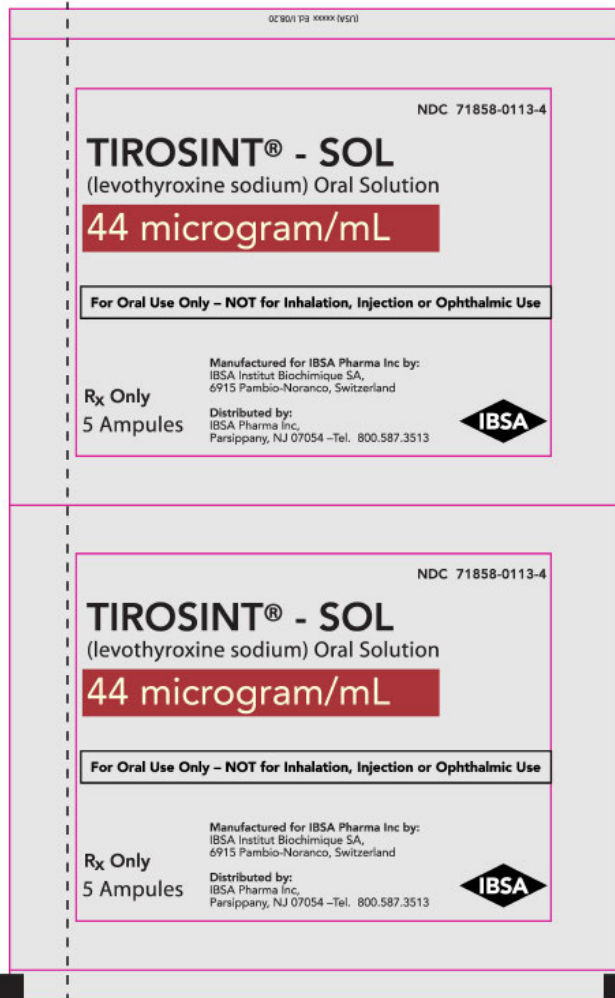 (USA) xxxxx Ed. I/08.20
NDC 71858-0113-4
TIROSINT® - SOL
(levothyroxine sodium) Oral Solution
44 microgram/mL
For Oral Use Only – NOT for Inhalation, Injection or Ophthalmic Use
Manufactured for IBSA Pharma Inc by:
IBSA Institut Biochimique SA,
6915 Pambio-Noranco, Switzerland
Rx Only
5 Ampules
Distributed by:
IBSA Pharma Inc,
Parsippany, NJ 07054 –Tel. 800.587.3513
IBSA
NDC 71858-0113-4
TIROSINT® - SOL
(levothyroxine sodium) Oral Solution
44 microgram/mL
For Oral Use Only – NOT for Inhalation, Injection or Ophthalmic Use
Manufactured for IBSA Pharma Inc by:
IBSA Institut Biochimique SA,
6915 Pambio-Noranco, Switzerland
Rx Only
5 Ampules
Distributed by:
IBSA Pharma Inc,
Parsippany, NJ 07054 –Tel. 800.587.3513
IBSA